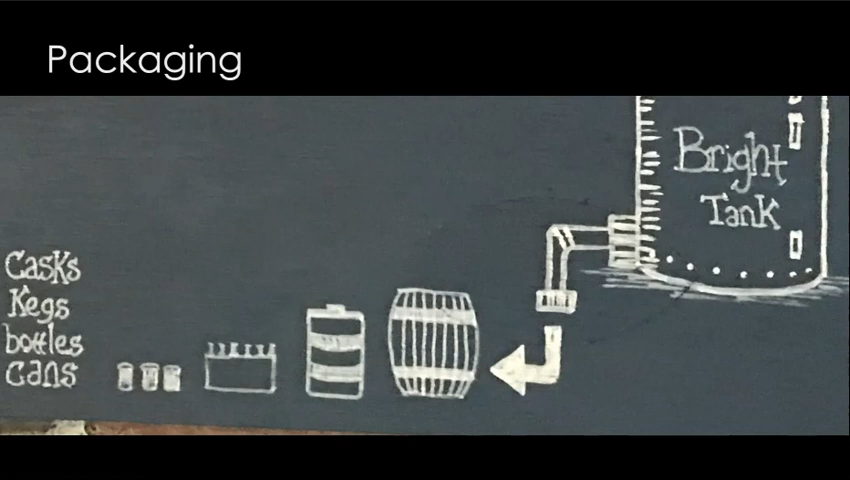 Packaging
Bright
Tank
Casks
Kegs
bottles
cans